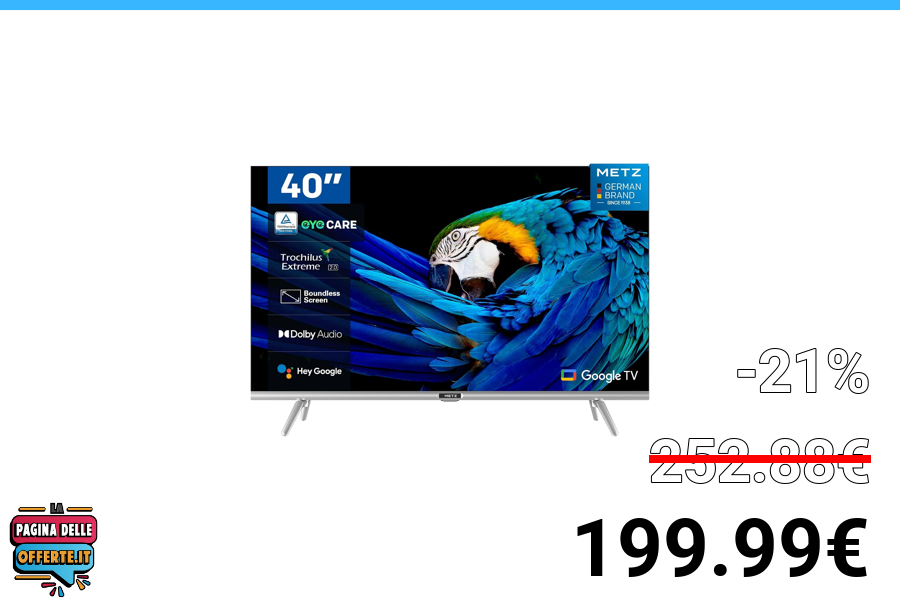 40”
METZ
GERMAN
BRAND
SINCE 1938
eye CARE
Trochilus
Extreme 2.0
Boundless
Screen
Dolby Audio
Hey Google
Google TV
METZ
-21%
252.88€
199.99€
LA
PAGINA DELLE
OFFERTE.IT